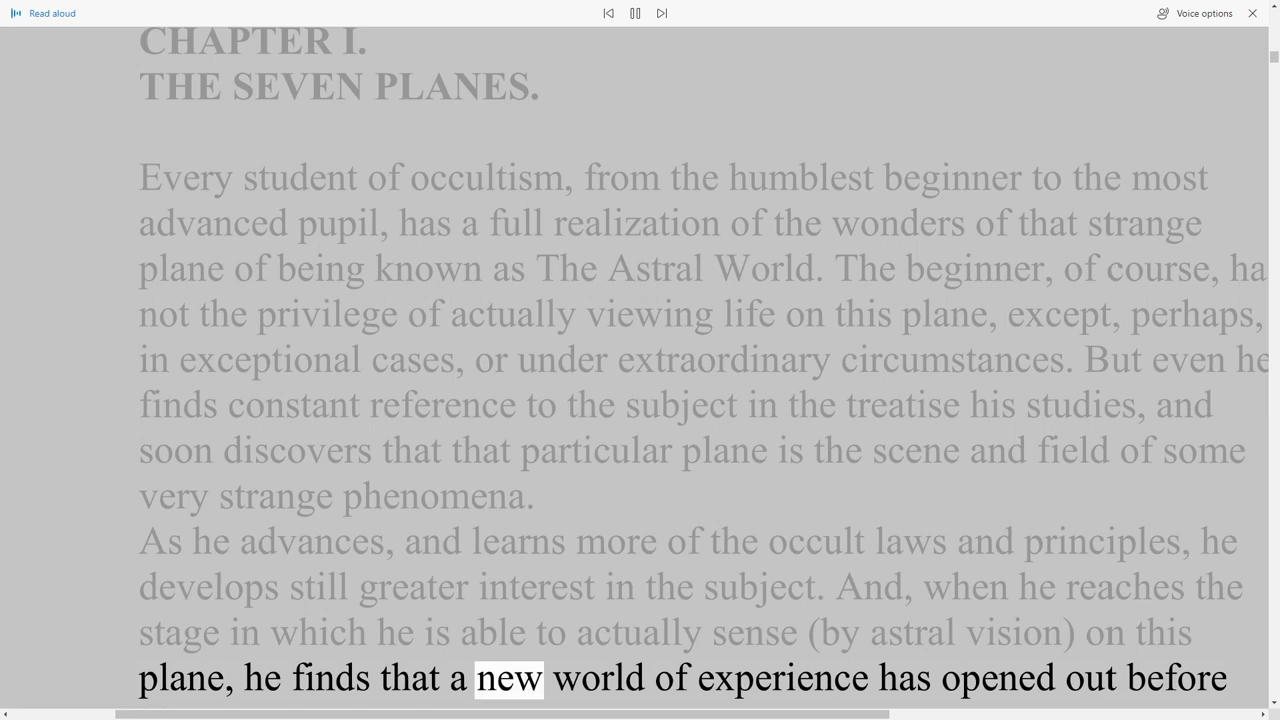 Read aloud
Voice options
CHAPTER I.
THE SEVEN PLANES.
Every student of occultism, from the humblest beginner to the most
advanced pupil, has a full realization of the wonders of that strange
plane of being known as The Astral World. The beginner, of course, ha
not the privilege of actually viewing life on this plane, except, perhaps,
in exceptional cases, or under extraordinary circumstances. But even he
finds constant reference to the subject in the treatise his studies, and
soon discovers that that particular plane is the scene and field of some
very strange phenomena.
As he advances, and learns more of the occult laws and principles, he
develops still greater interest in the subject. And, when he reaches the
stage in which he is able to actually sense (by astral vision) on this
plane, he finds that a new world of experience has opened out before